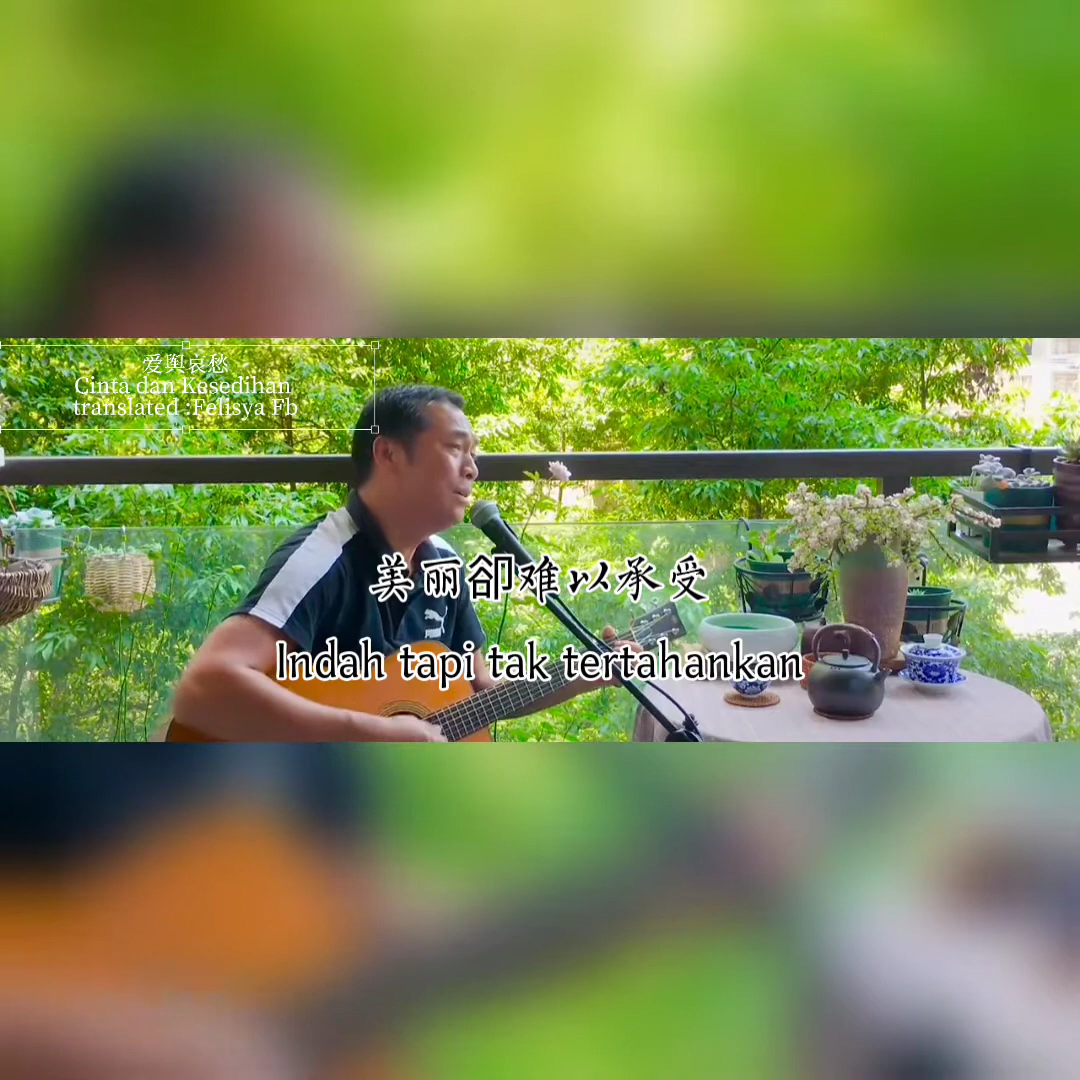 爱舆哀愁
Cinta dan Kesedihan
translated :Felisya Fb
美丽卻难以承受
Indah tapi tak tertahankan